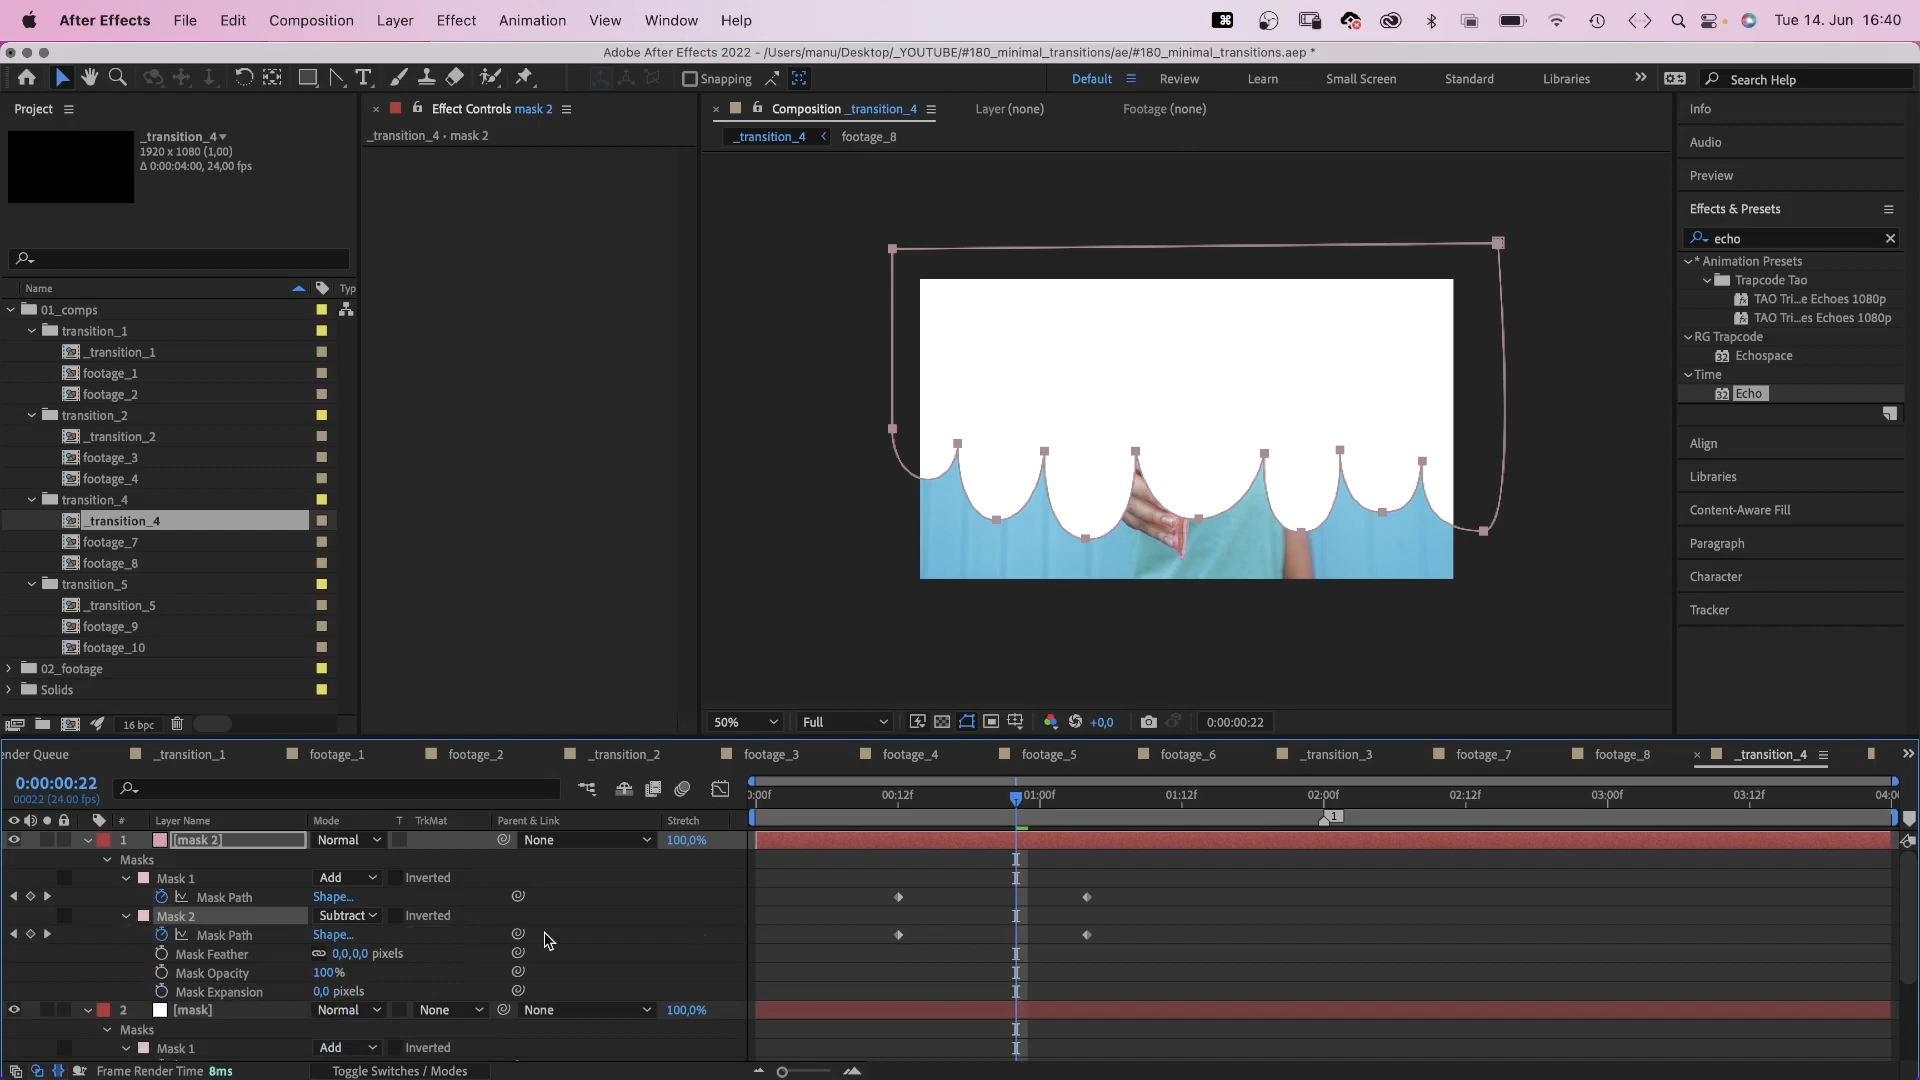 After Effects File Edit Composition Layer Effect Animation View Window Help Tue 14. Jun 16:40
Adobe After Effects 2022 - /Users/manu/Desktop/_YOUTUBE/#180_minimal_transitions/ae/#180_minimal_transitions.aep *
Snapping Default Review Learn Small Screen Standard Libraries Search Help
Project Effect Controls mask 2 Composition _transition_4 Layer (none) Footage (none) Info
_transition_4 • mask 2 _transition_4 footage_8
_transition_4
1920 x 1080 (1,00)
Δ 0:00:04:00, 24,00 fps
Audio
Preview
Effects & Presets
echo
* Animation Presets
Trapcode Tao
TAO Tri...e Echoes 1080p
TAO Tri...es Echoes 1080p
RG Trapcode
Echospace
Time
Echo
Align
Libraries
Content-Aware Fill
Paragraph
Character
Tracker
Name Typ
01_comps
transition_1
_transition_1
footage_1
footage_2
transition_2
_transition_2
footage_3
footage_4
transition_4
_transition_4
footage_7
footage_8
transition_5
_transition_5
footage_9
footage_10
02_footage
Solids
16 bpc
50% Full +0,0 0:00:00:22
ender Queue _transition_1 footage_1 footage_2 _transition_2 footage_3 footage_4 footage_5 footage_6 _transition_3 footage_7 footage_8 _transition_4
0:00:00:22
00022 (24.00 fps)
:00f 00:12f 01:00f 01:12f 02:00f 02:12f 03:00f 03:12f 04:0
# Layer Name Mode T TrkMat Parent & Link Stretch 1
1 [mask 2] Normal None 100,0%
Masks
Mask 1 Add Inverted
Mask Path Shape...
Mask 2 Subtract Inverted
Mask Path Shape...
Mask Feather 0,0,0,0 pixels
Mask Opacity 100%
Mask Expansion 0,0 pixels
2 [mask] Normal None None 100,0%
Masks
Mask 1 Add Inverted
Frame Render Time 8ms Toggle Switches / Modes